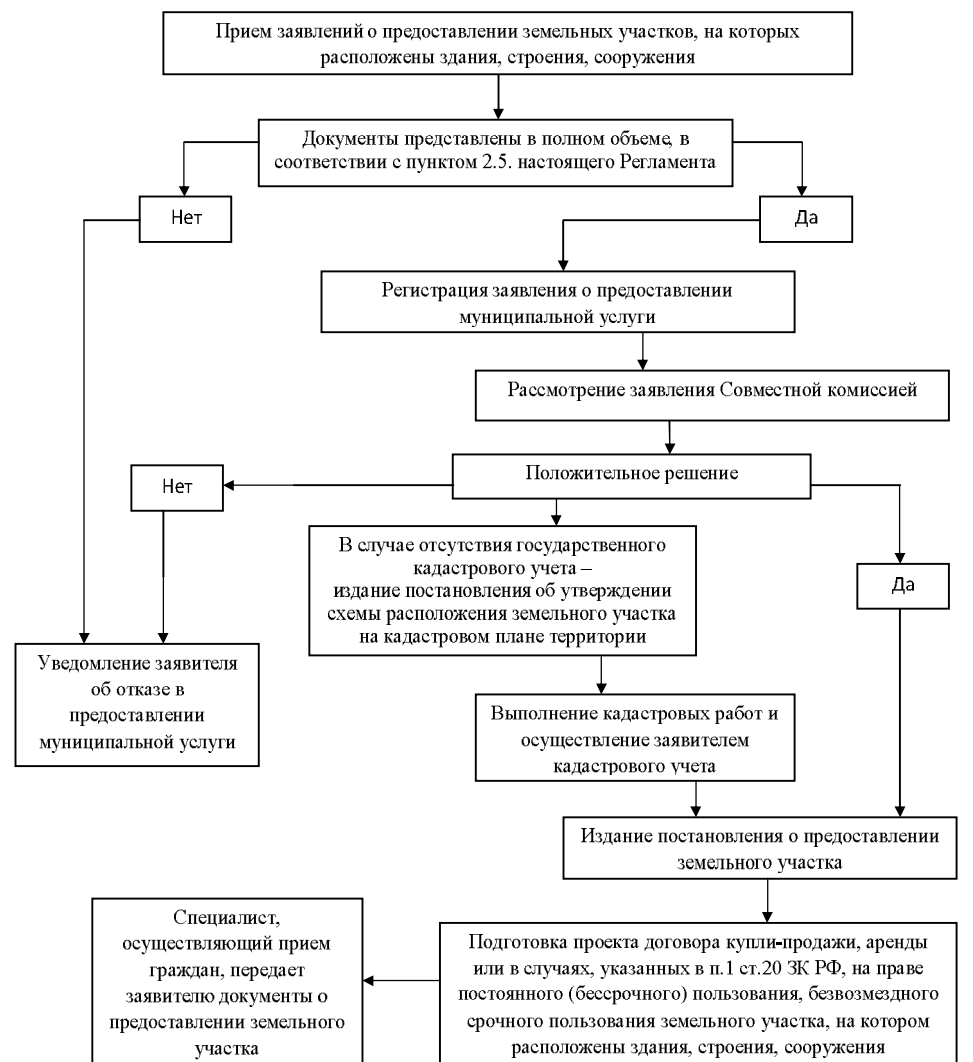 Прием заявлений о предоставлении земельных участков, на которых
расположены здания, строения, сооружения
Документы представлены в полном объеме, в
соответствии с пунктом 2.5. настоящего Регламента
Нет
Да
Регистрация заявления о предоставлении
муниципальной услуги
Рассмотрение заявления Совместной комиссией
Положительное решение
Нет
В случае отсутствия государственного
кадастрового учета –
издание постановления об утверждении
схемы расположения земельного участка
на кадастровом плане территории
Да
Уведомление заявителя
об отказе в
предоставлении
муниципальной услуги
Выполнение кадастровых работ и
осуществление заявителем
кадастрового учета
Издание постановления о предоставлении
земельного участка
Специалист,
осуществляющий прием
граждан, передает
заявителю документы о
предоставлении земельного
участка
Подготовка проекта договора купли-продажи, аренды
или в случаях, указанных в п.1 ст.20 ЗК РФ, на праве
постоянного (бессрочного) пользования, безвозмездного
срочного пользования земельного участка, на котором
расположены здания, строения, сооружения